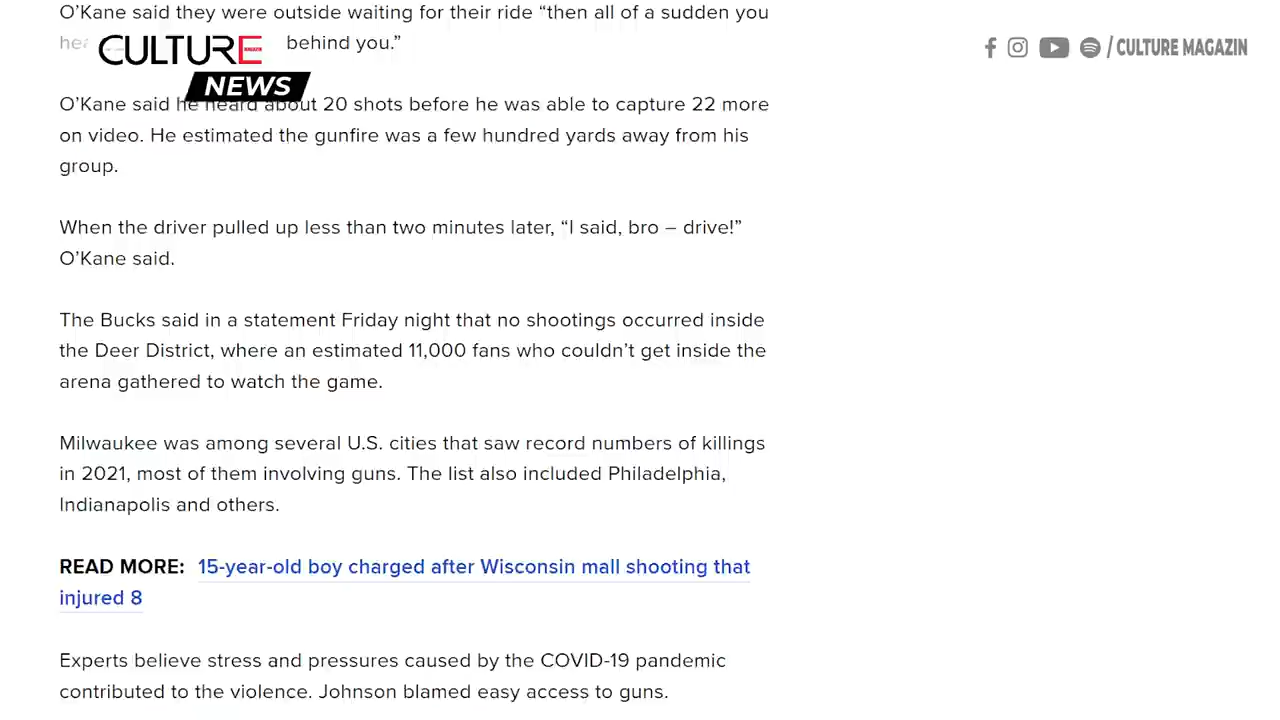 O’Kane said they were outside waiting for their ride “then all of a sudden you
behind you.”
CULTURE
NEWS
/ CULTURE MAGAZIN
O’Kane said he heard about 20 shots before he was able to capture 22 more
on video. He estimated the gunfire was a few hundred yards away from his
group.
When the driver pulled up less than two minutes later, “I said, bro – drive!”
O’Kane said.
The Bucks said in a statement Friday night that no shootings occurred inside
the Deer District, where an estimated 11,000 fans who couldn’t get inside the
arena gathered to watch the game.
Milwaukee was among several U.S. cities that saw record numbers of killings
in 2021, most of them involving guns. The list also included Philadelphia,
Indianapolis and others.
READ MORE: 15-year-old boy charged after Wisconsin mall shooting that
injured 8
Experts believe stress and pressures caused by the COVID-19 pandemic
contributed to the violence. Johnson blamed easy access to guns.